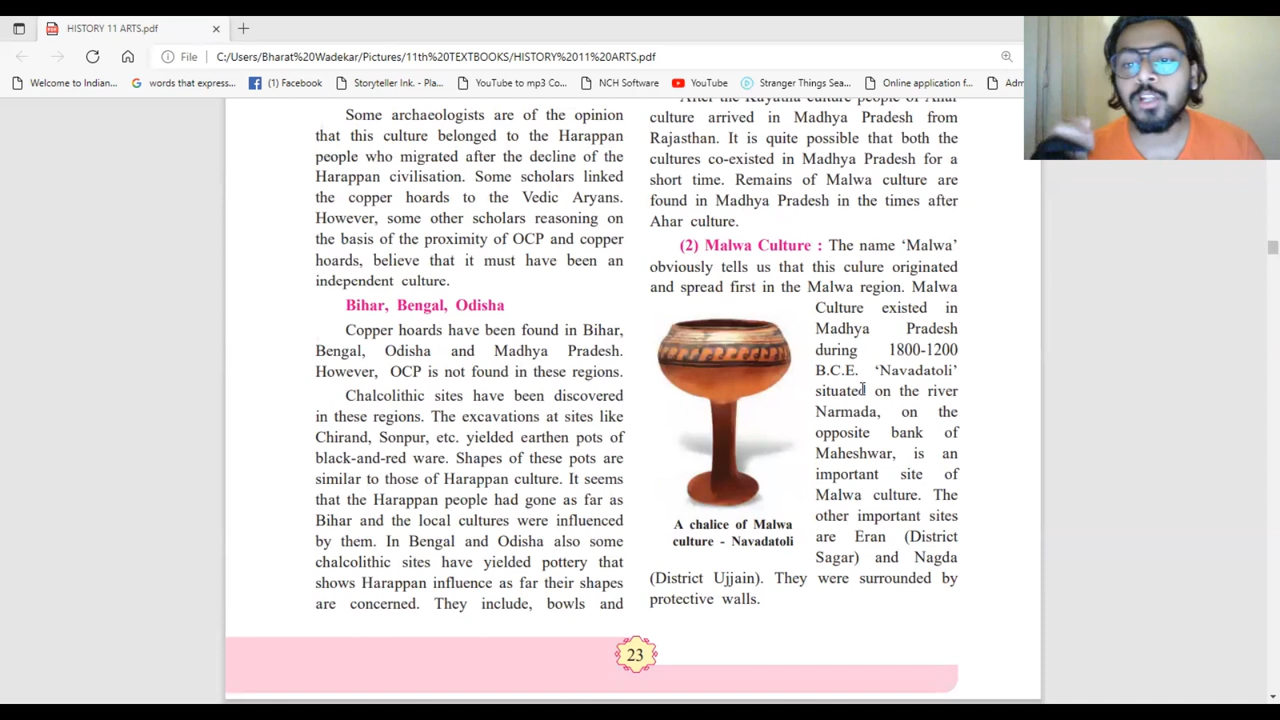 HISTORY 11 ARTS.pdf
File
C:/Users/Bharat%20Wadekar/Pictures/11th%20TEXTBOOKS/HISTORY%2011%20ARTS.pdf
Welcome to Indian...
words that express...
(1) Facebook
Storyteller Ink. - Pla...
YouTube to mp3 Co...
NCH Software
YouTube
Stranger Things Sea...
Online application f...
Adm
Some archaeologists are of the opinion
that this culture belonged to the Harappan
people who migrated after the decline of the
Harappan civilisation. Some scholars linked
the copper hoards to the Vedic Aryans.
However, some other scholars reasoning on
the basis of the proximity of OCP and copper
hoards, believe that it must have been an
independent culture.
Bihar, Bengal, Odisha
Copper hoards have been found in Bihar,
Bengal, Odisha and Madhya Pradesh.
However, OCP is not found in these regions.
Chalcolithic sites have been discovered
in these regions. The excavations at sites like
Chirand, Sonpur, etc. yielded earthen pots of
black-and-red ware. Shapes of these pots are
similar to those of Harappan culture. It seems
that the Harappan people had gone as far as
Bihar and the local cultures were influenced
by them. In Bengal and Odisha also some
chalcolithic sites have yielded pottery that
shows Harappan influence as far their shapes
are concerned. They include, bowls and
After the Kayatha culture people of Ahar
culture arrived in Madhya Pradesh from
Rajasthan. It is quite possible that both the
cultures co-existed in Madhya Pradesh for a
short time. Remains of Malwa culture are
found in Madhya Pradesh in the times after
Ahar culture.
(2) Malwa Culture : The name ‘Malwa’
obviously tells us that this culure originated
and spread first in the Malwa region. Malwa
Culture existed in
Madhya Pradesh
during 1800-1200
B.C.E. ‘Navadatoli’
situated on the river
Narmada, on the
opposite bank of
Maheshwar, is an
important site of
Malwa culture. The
other important sites
are Eran (District
Sagar) and Nagda
(District Ujjain). They were surrounded by
protective walls.
A chalice of Malwa
culture - Navadatoli
23